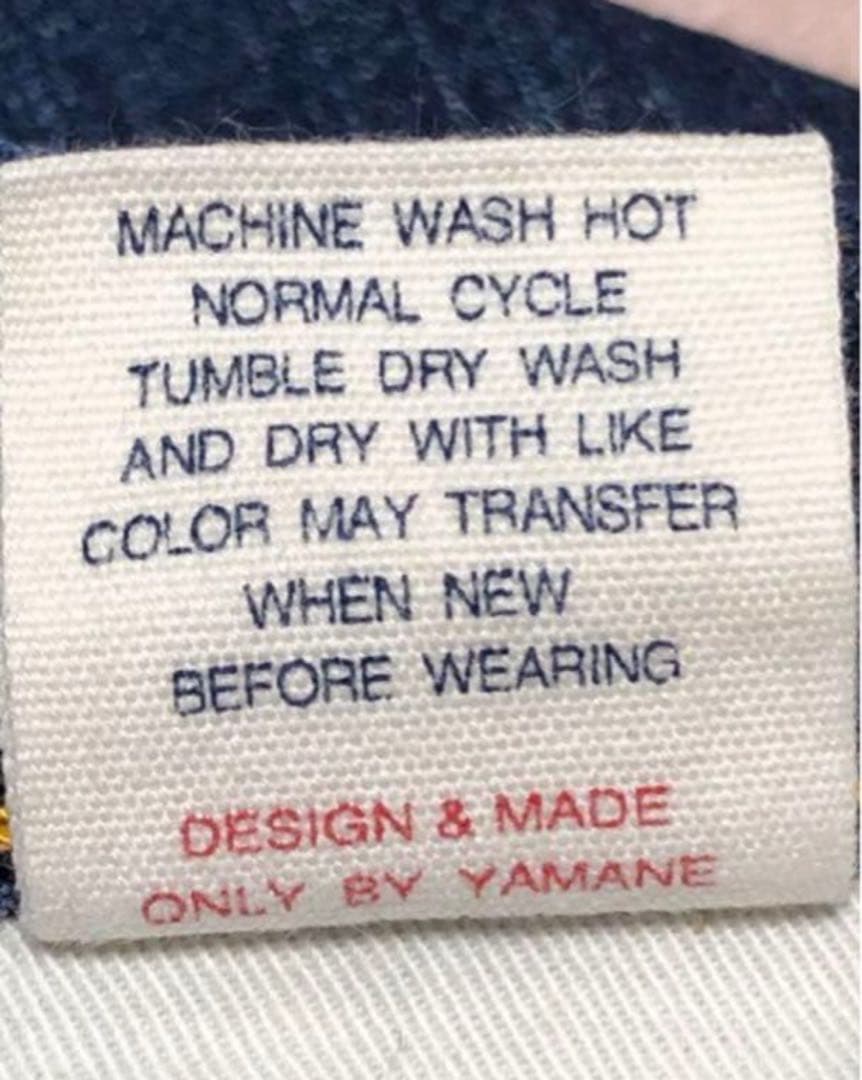 MACHINE WASH HOT
NORMAL CYCLE
TUMBLE DRY WASH
AND DRY WITH LIKE
COLOR MAY TRANSFER
WHEN NEW
BEFORE WEARING
DESIGN & MADE
ONLY BY YAMANE